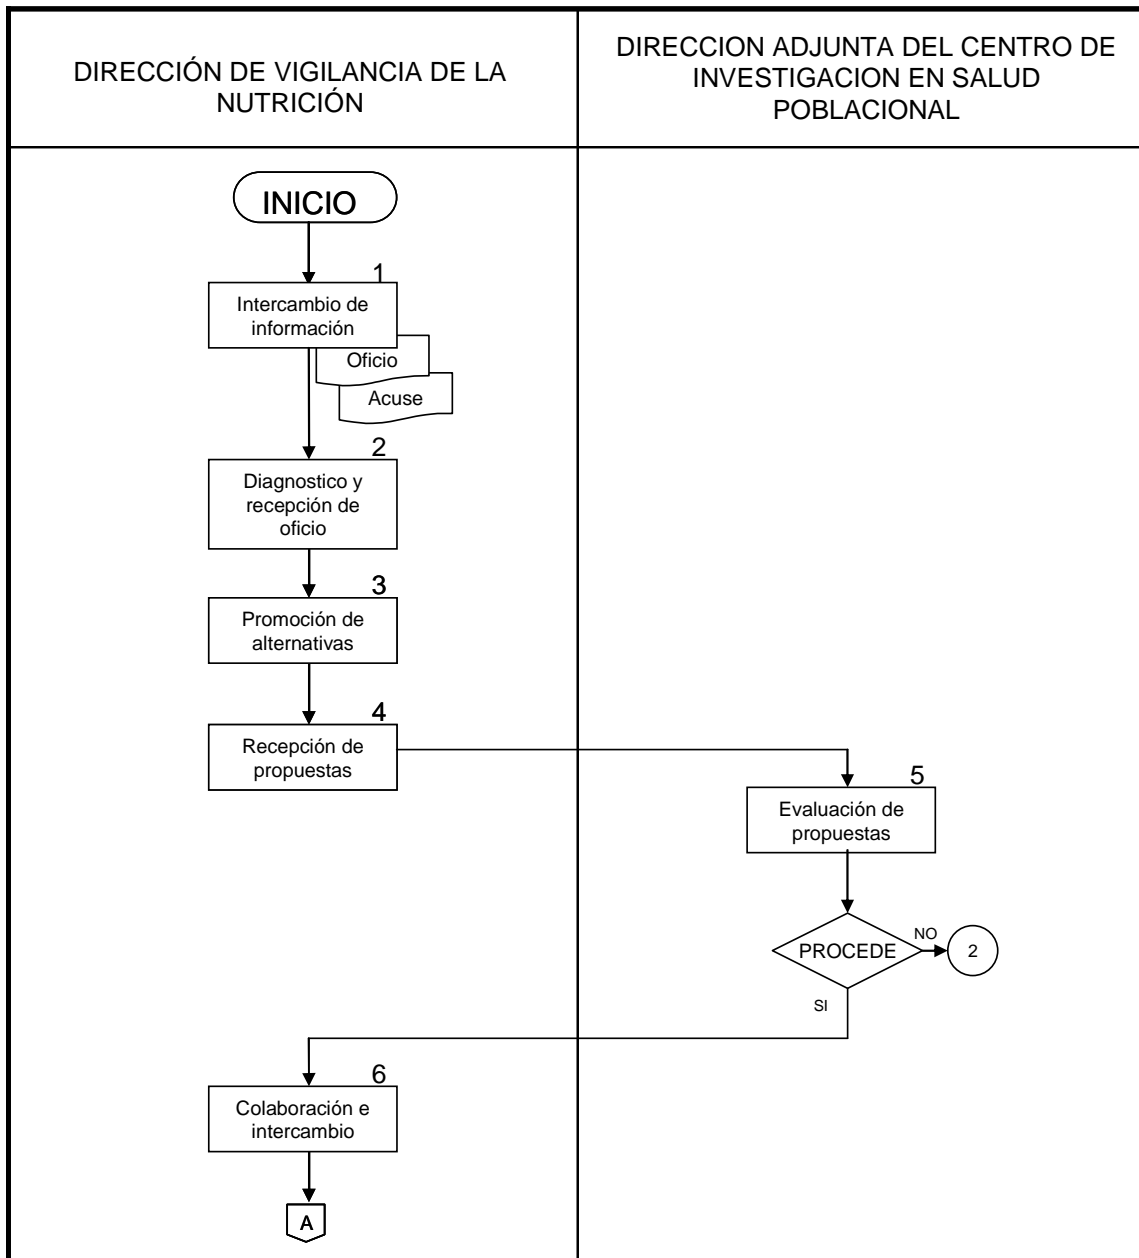 DIRECCIÓN DE VIGILANCIA DE LA
NUTRICIÓN
DIRECCION ADJUNTA DEL CENTRO DE
INVESTIGACION EN SALUD
POBLACIONAL
INICIO
1
Intercambio de
información
Oficio
Acuse
2
Diagnostico y
recepción de
oficio
3
Promoción de
alternativas
4
Recepción de
propuestas
5
Evaluación de
propuestas
PROCEDE
NO
2
SI
6
Colaboración e
intercambio
A